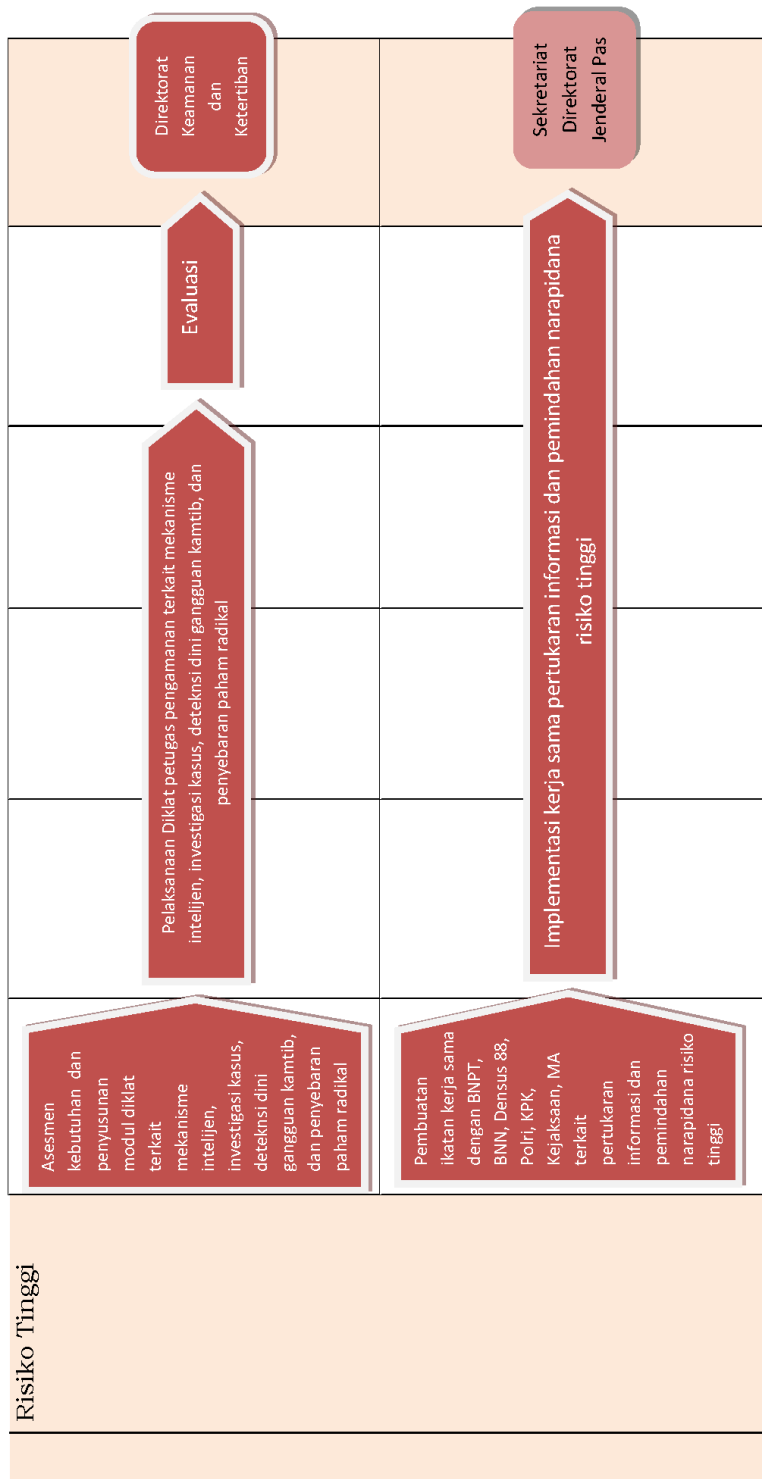 Risiko Tinggi
Asesmen
kebutuhan dan
penyusunan
modul diklat
terkait
mekanisme
intelijen,
investigasi kasus,
deteknsi dini
gangguan kamtib,
dan penyebaran
paham radikal
Pelaksanaan Diklat petugas pengamanan terkait mekanisme
intelijen, investigasi kasus, deteknsi dini gangguan kamtib, dan
penyebaran paham radikal
Evaluasi
Direktorat
Keamanan
dan
Ketertiban
Pembuatan
ikatan kerja sama
dengan BNPT,
BNN, Densus 88,
Polri, KPK,
Kejaksaan, MA
terkait
pertukaran
informasi dan
pemindahan
narapidana risiko
tinggi
Implementasi kerja sama pertukaran informasi dan pemindahan narapidana
risiko tinggi
Sekretariat
Direktorat
Jenderal Pas